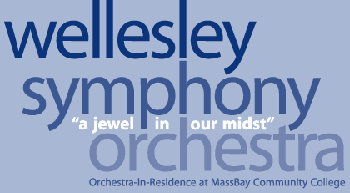 wellesley
symphony
"a jewel in our midst"
orchestra
Orchestra-In-Residence at MassBay Community College